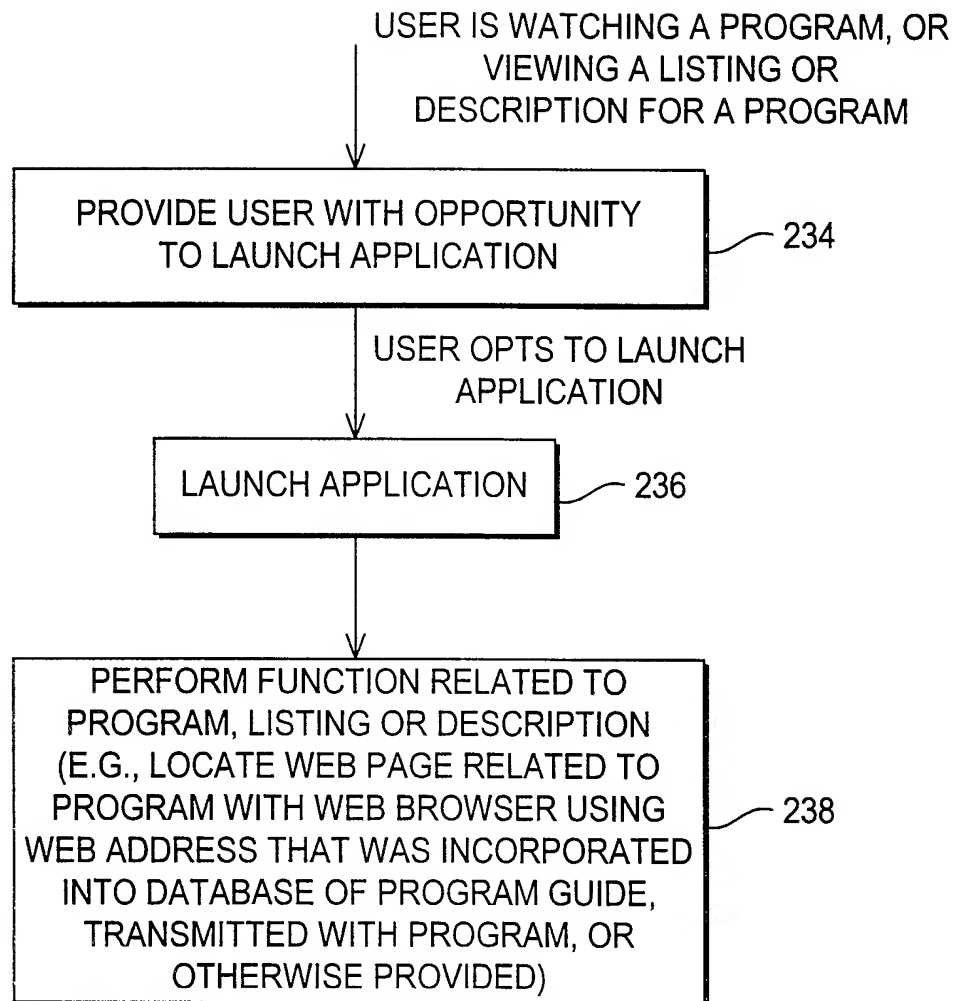 USER IS WATCHING A PROGRAM, OR
VIEWING A LISTING OR
DESCRIPTION FOR A PROGRAM
PROVIDE USER WITH OPPORTUNITY
TO LAUNCH APPLICATION
234
USER OPTS TO LAUNCH
APPLICATION
LAUNCH APPLICATION
236
PERFORM FUNCTION RELATED TO
PROGRAM, LISTING OR DESCRIPTION
(E.G., LOCATE WEB PAGE RELATED TO
PROGRAM WITH WEB BROWSER USING
WEB ADDRESS THAT WAS INCORPORATED
INTO DATABASE OF PROGRAM GUIDE,
TRANSMITTED WITH PROGRAM, OR
OTHERWISE PROVIDED)
238